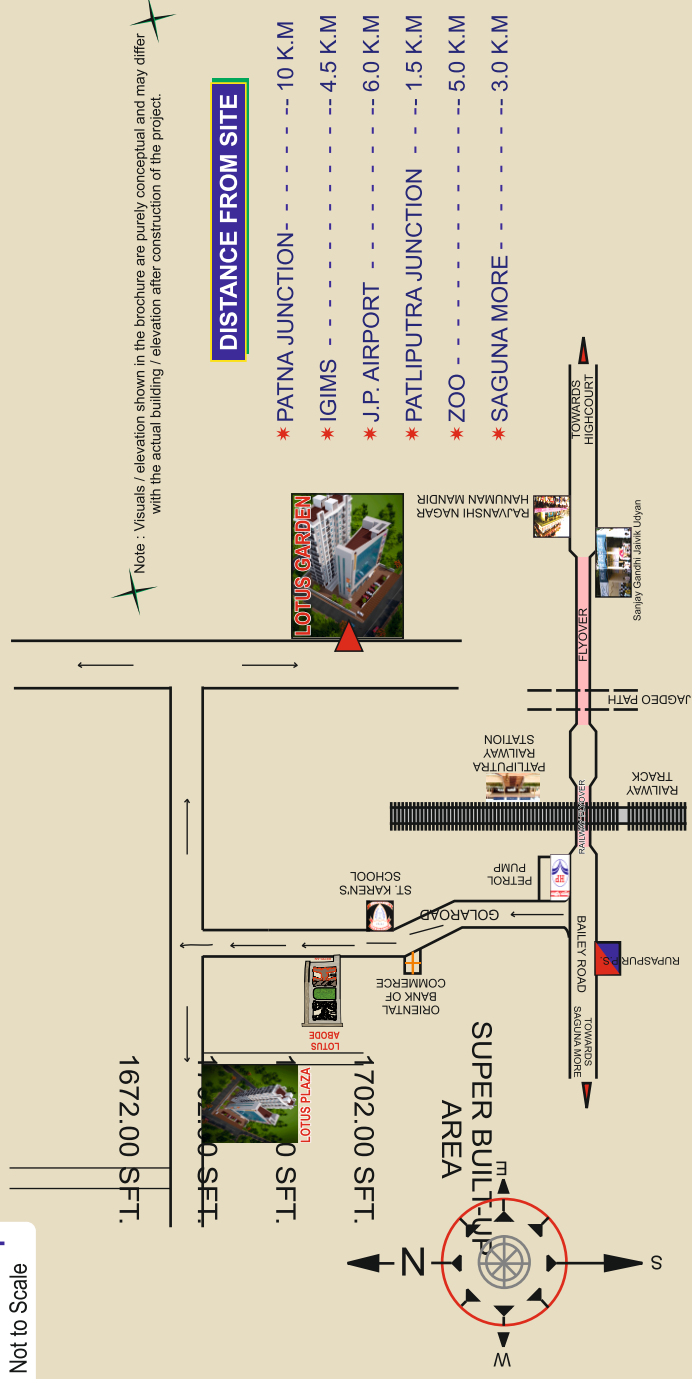 Note : Visuals / elevation shown in the brochure are purely conceptual and may differ
with the actual building / elevation after construction of the project.
DISTANCE FROM SITE
PATNA JUNCTION- - - - - - - - -- 10 K.M
IGIMS - - - - - - - - - - - - - - -- 4.5 K.M
J.P. AIRPORT - - - - - - - - - -- 6.0 K.M
PATLIPUTRA JUNCTION - -- 1.5 K.M
ZOO - - - - - - - - - - - - - - - -- 5.0 K.M
SAGUNA MORE - - - - - - - - -- 3.0 K.M
LOTUS GARDEN
RAJVANSHI NAGAR
HANUMAN MANDIR
TOWARDS
HIGHCOURT
Sanjay Gandhi Jaivik Udyan
FLYOVER
JAGDEO PATH
PATLIPUTRA
RAILWAY
STATION
RAILWAY FLYOVER
RAILWAY
TRACK
PETROL
PUMP
ST. KAREN'S
SCHOOL
GOLAROAD
BAILEY ROAD
RUPASPUR P.S.
ORIENTAL
BANK OF
COMMERCE
LOTUS
ABODE
TOWARDS
SAGUNA MORE
LOTUS PLAZA
1672.00 SFT.
SFT.
0 SFT.
1702.00 SFT.
SUPER BUILT-UP
AREA
N
E
S
W
Not to Scale